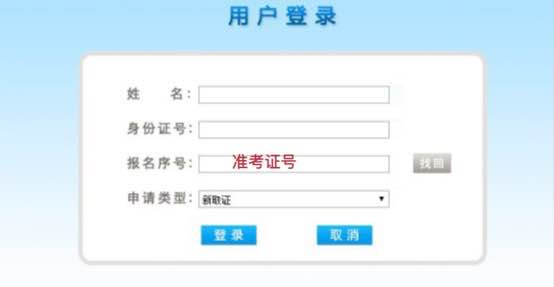 用户登录
姓 名：
身份证号：
报名序号： 准考证号 找回
申请类型： 新取证
登录 取消